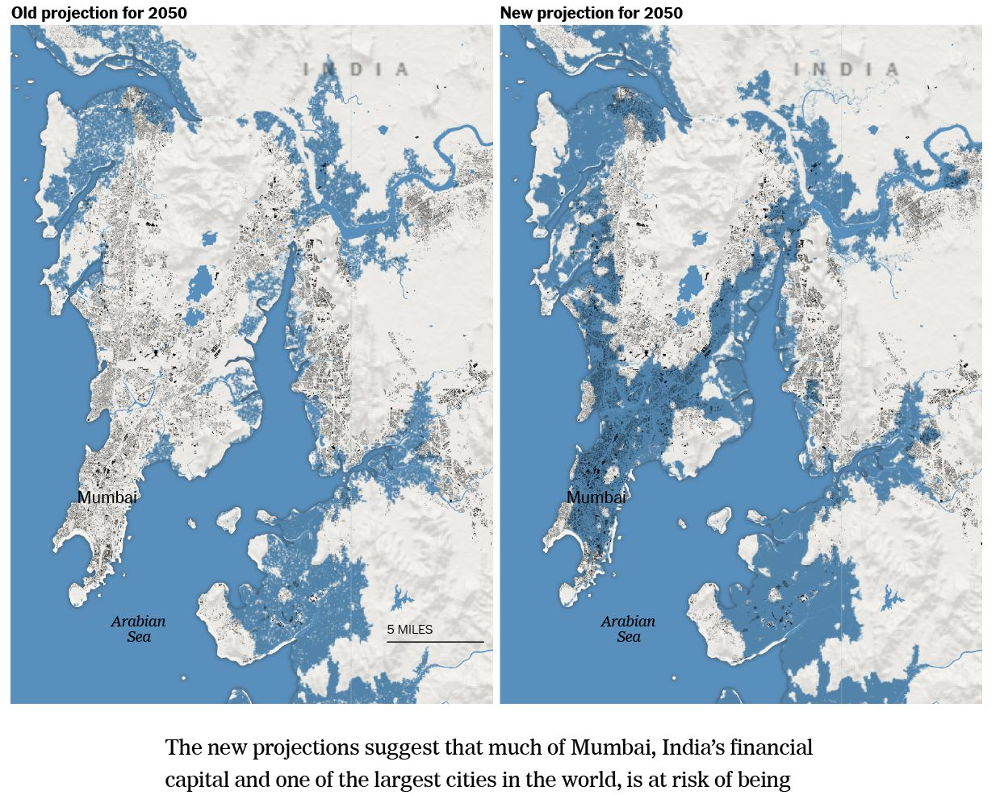 Old projection for 2050
New projection for 2050
INDIA
INDIA
Mumbai
Mumbai
Arabian
Sea
5 MILES
Arabian
Sea
The new projections suggest that much of Mumbai, India’s financial
capital and one of the largest cities in the world, is at risk of being